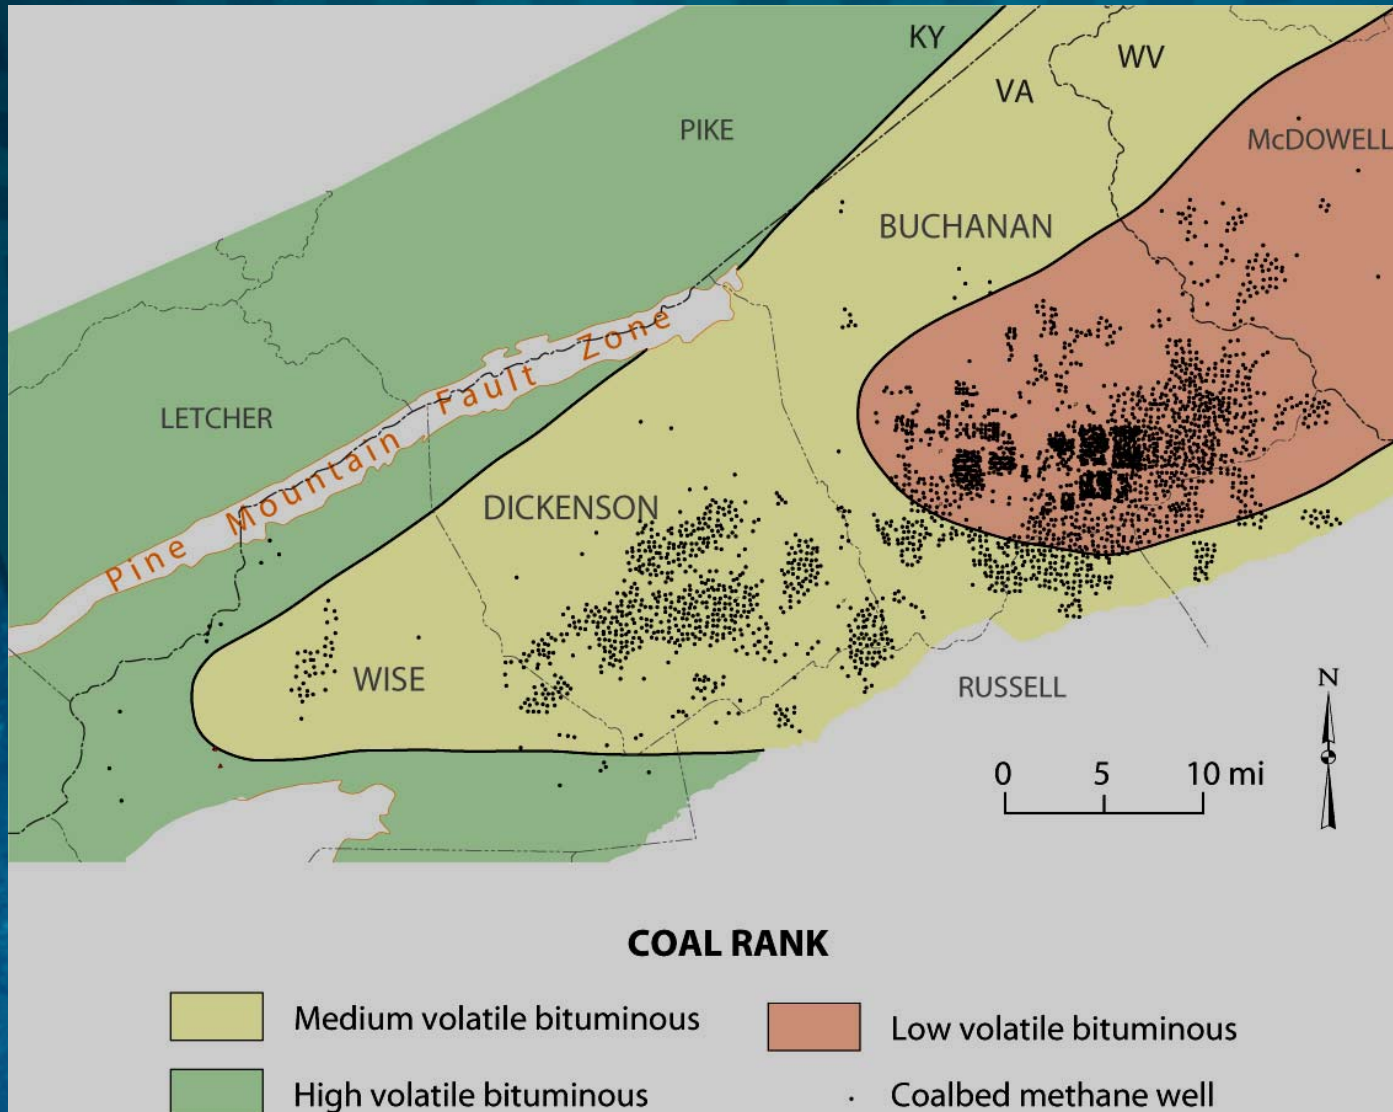 KY
WV
VA
PIKE
McDOWELL
BUCHANAN
Pine Mountain Fault Zone
LETCHER
DICKENSON
WISE
RUSSELL
N
0 5 10 mi
COAL RANK
Medium volatile bituminous
Low volatile bituminous
High volatile bituminous
Coalbed methane well